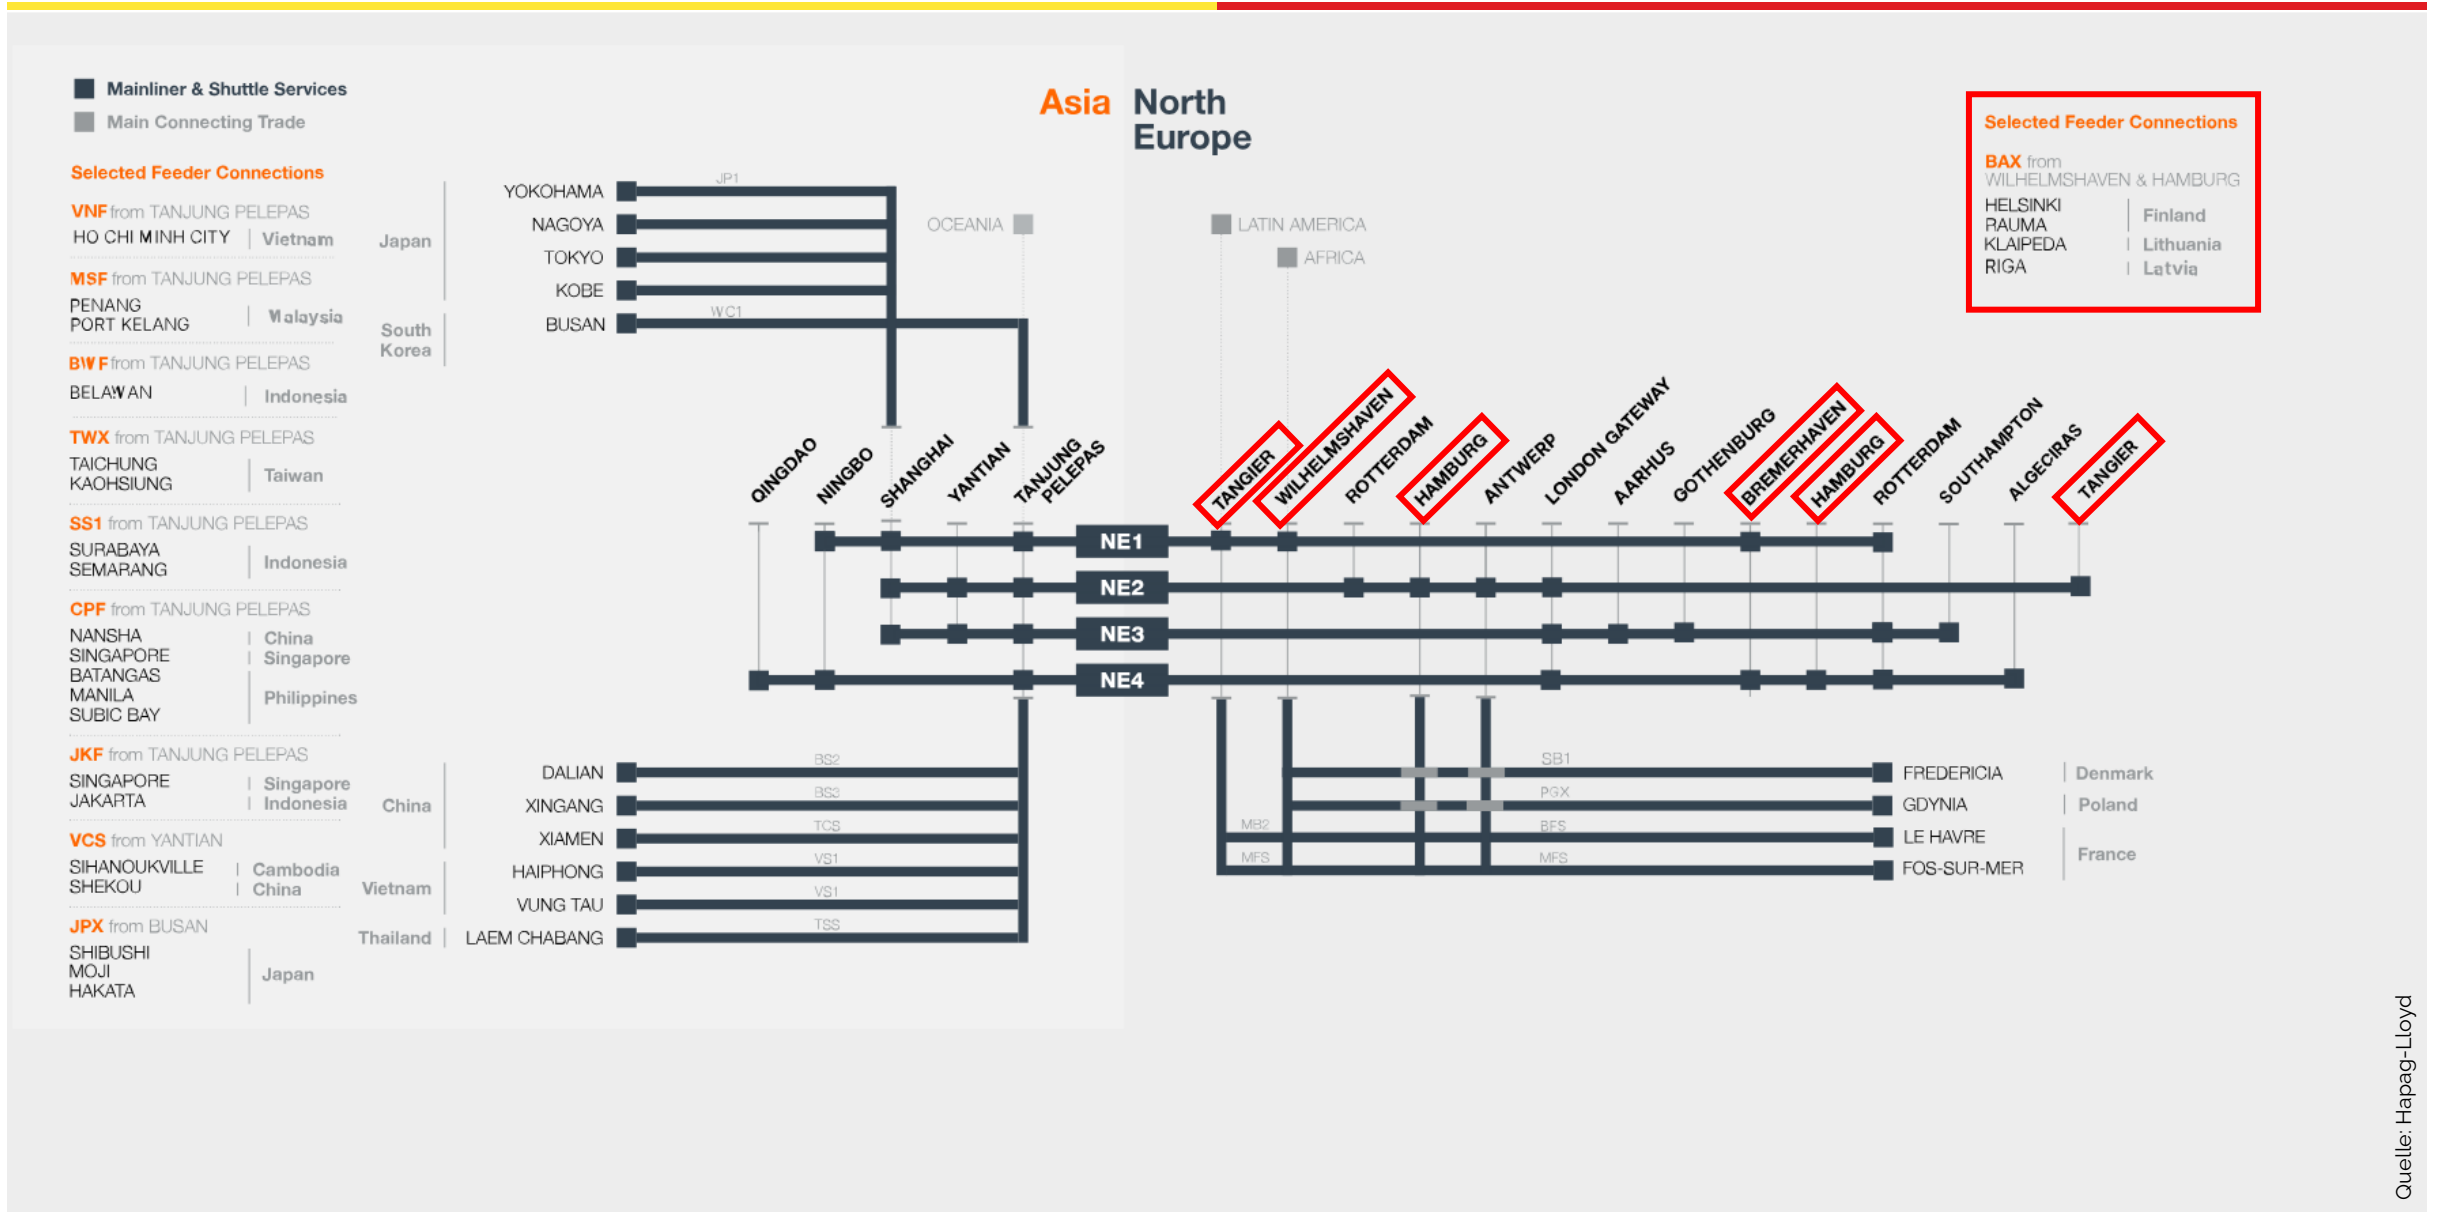 Mainliner & Shuttle Services
Main Connecting Trade
Asia North
Europe
Selected Feeder Connections
VNF from TANJUNG PELEPAS
HO CHI MINH CITY
Vietnam
MSF from TANJUNG PELEPAS
PENANG
PORT KELANG
Malaysia
BWF from TANJUNG PELEPAS
BELAWAN
Indonesia
TWX from TANJUNG PELEPAS
TAICHUNG
KAOHSIUNG
Taiwan
SS1 from TANJUNG PELEPAS
SURABAYA
SEMARANG
Indonesia
CPF from TANJUNG PELEPAS
NANSHA
China
SINGAPORE
Singapore
BATANGAS
MANILA
SUBIC BAY
Philippines
JKF from TANJUNG PELEPAS
SINGAPORE
Singapore
JAKARTA
Indonesia
VCS from YANTIAN
SIHANOUKVILLE
Cambodia
SHEKOU
China
JPX from BUSAN
SHIBUSHI
MOJI
HAKATA
Japan
Japan
South
Korea
YOKOHAMA
JP1
NAGOYA
TOKYO
KOBE
BUSAN
WC1
OCEANIA
LATIN AMERICA
AFRICA
QINGDAO
NINGBO
SHANGHAI
YANTIAN
TANJUNG
PELEPAS
TANGIER
WILHELMSHAVEN
ROTTERDAM
HAMBURG
ANTWERP
LONDON GATEWAY
AARHUS
GOTHENBURG
BREMERHAVEN
HAMBURG
ROTTERDAM
SOUTHAMPTON
ALGECIRAS
TANGIER
NE1
NE2
NE3
NE4
China
Vietnam
Thailand
DALIAN
BS2
XINGANG
BS3
XIAMEN
TCS
HAIPHONG
VS1
VUNG TAU
VS1
LAEM CHABANG
TSS
SB1
FREDERICIA
Denmark
PGX
GDYNIA
Poland
MB2
BFS
LE HAVRE
MFS
MFS
FOS-SUR-MER
France
Selected Feeder Connections
BAX from
WILHELMSHAVEN & HAMBURG
HELSINKI
RAUMA
Finland
KLAIPEDA
Lithuania
RIGA
Latvia
Quelle: Hapag-Lloyd